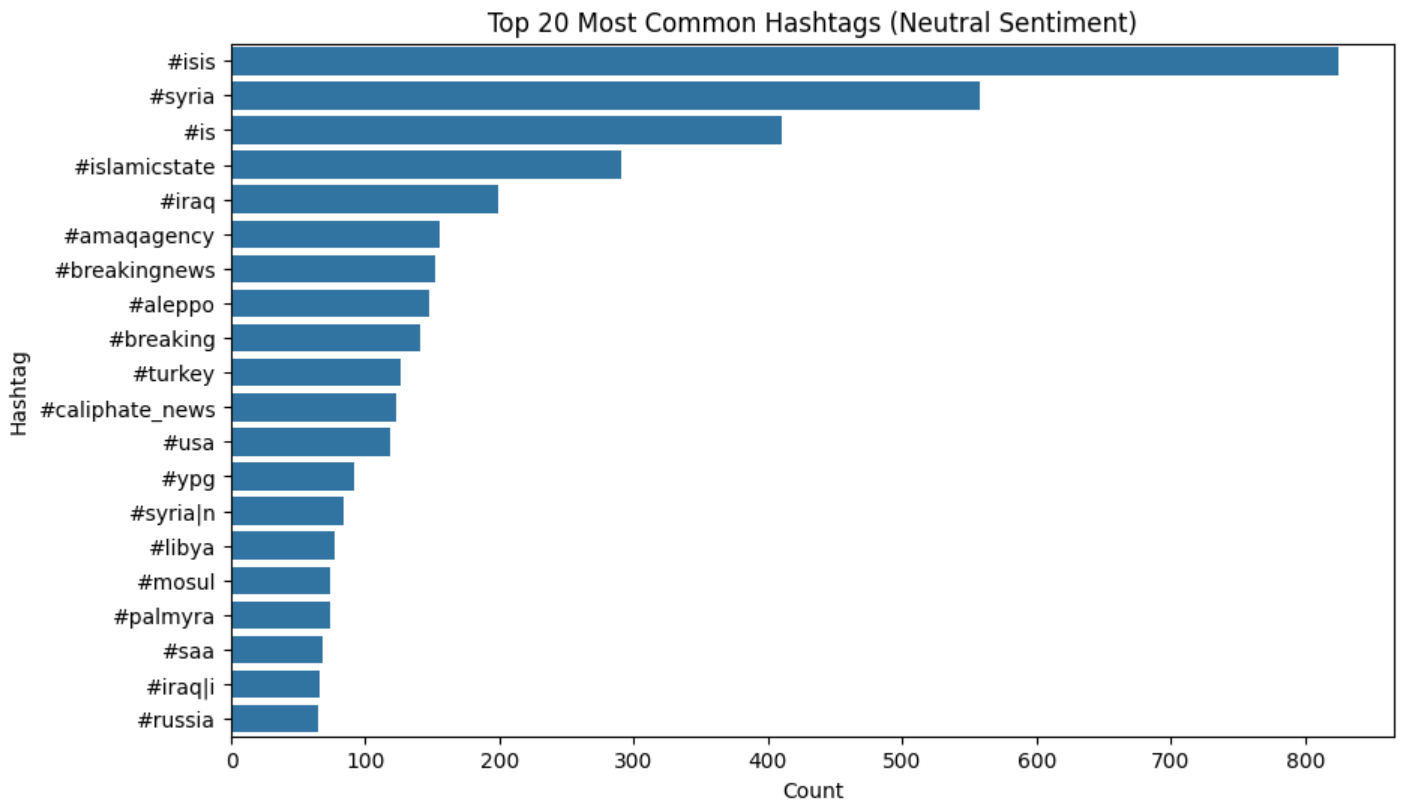 Top 20 Most Common Hashtags (Neutral Sentiment)
#isis
#syria
#is
#islamicstate
#iraq
#amaqagency
#breakingnews
#aleppo
#breaking
#turkey
#caliphate_news
#usa
#ypg
#syria|n
#libya
#mosul
#palmyra
#saa
#iraq|i
#russia
Hashtag
0 100 200 300 400 500 600 700 800
Count